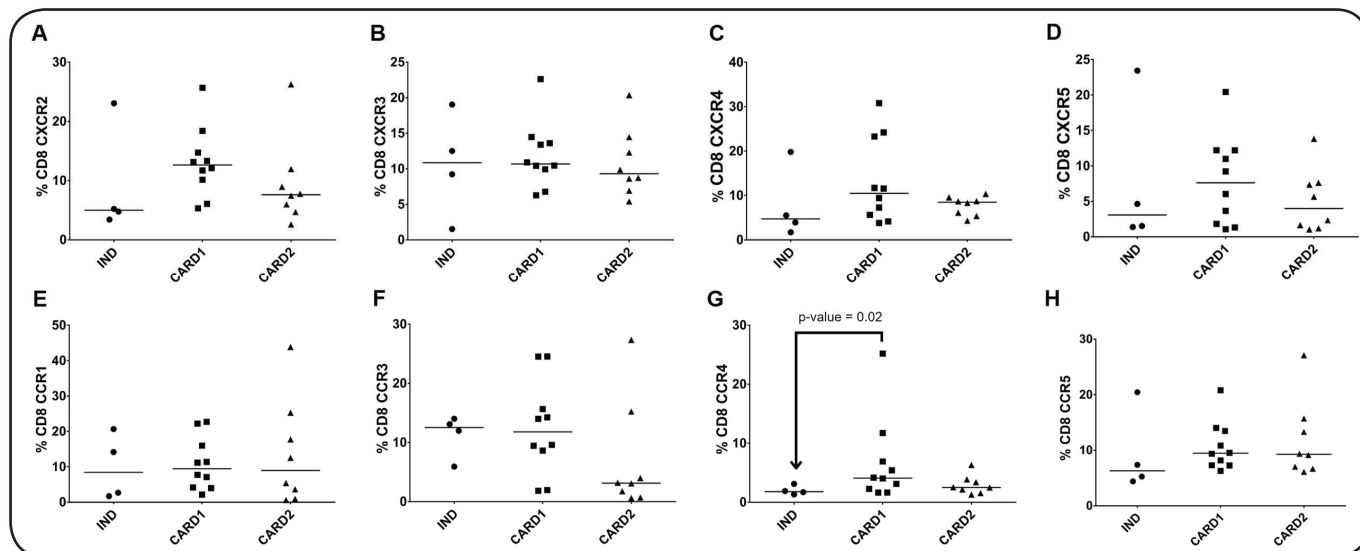 A
B
C
D
% CD8 CXCR2
30
20
10
0
IND
CARD1
CARD2
% CD8 CXCR3
25
20
15
10
5
0
IND
CARD1
CARD2
% CD8 CXCR4
40
30
20
10
0
IND
CARD1
CARD2
% CD8 CXCR5
25
20
15
10
5
0
IND
CARD1
CARD2
E
F
G
H
% CD8 CCR1
50
40
30
20
10
0
IND
CARD1
CARD2
% CD8 CCR3
30
20
10
0
IND
CARD1
CARD2
p-value = 0.02
% CD8 CCR4
30
20
10
0
IND
CARD1
CARD2
% CD8 CCR5
30
20
10
0
IND
CARD1
CARD2